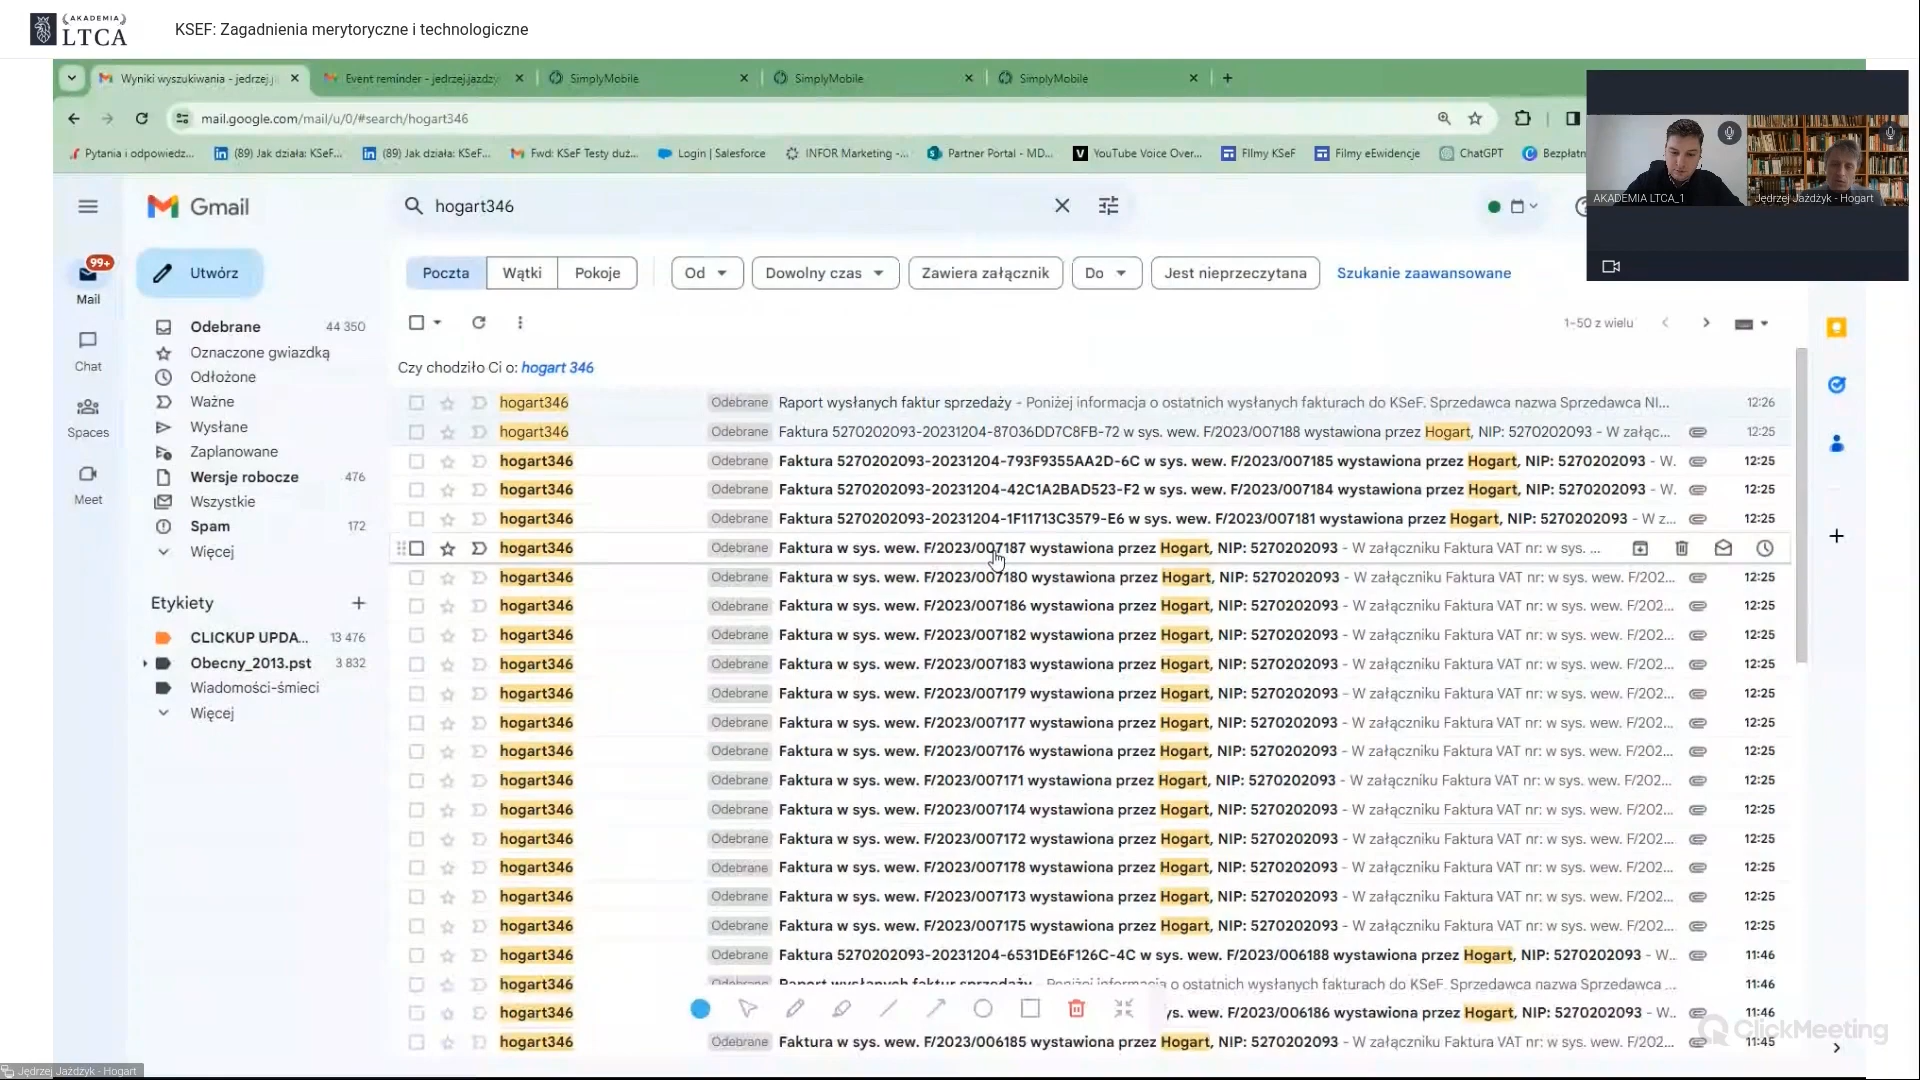 (AKADEMIA)
LTCA
KSEF: Zagadnienia merytoryczne i technologiczne
Wyniki wyszukiwania - jedrzej.j
Event reminder - jedrzej.jazdzy
SimplyMobile
SimplyMobile
SimplyMobile
mail.google.com/mail/u/0/#search/hogart346
Pytania i odpowiedz...
(89) Jak działa: KSeF...
(89) Jak działa: KSeF...
Fwd: KSeF Testy duż...
Login | Salesforce
INFOR Marketing -...
Partner Portal - MD...
YouTube Voice Over...
FIlmy KSeF
Filmy eEwidencje
ChatGPT
Bezpłatn
AKADEMIA LTCA_1
Jędrzej Jażdżyk - Hogart
Gmail
hogart346
99+
Mail
Chat
Spaces
Meet
Utwórz
Odebrane 44 350
Oznaczone gwiazdką
Odłożone
Ważne
Wysłane
Zaplanowane
Wersje robocze 476
Wszystkie
Spam 172
Więcej
Etykiety
CLICKUP UPDA... 13 476
Obecny_2013.pst 3 832
Wiadomości-śmieci
Więcej
Poczta Wątki Pokoje Od Dowolny czas Zawiera załącznik Do Jest nieprzeczytana Szukanie zaawansowane
1-50 z wielu
Czy chodziło Ci o: hogart 346
hogart346 Odebrane Raport wysłanych faktur sprzedaży - Poniżej informacja o ostatnich wysłanych fakturach do KSeF. Sprzedawca nazwa Sprzedawca NI... 12:26
hogart346 Odebrane Faktura 5270202093-20231204-87036DD7C8FB-72 w sys. wew. F/2023/007188 wystawiona przez Hogart, NIP: 5270202093 - W załąc... 12:25
hogart346 Odebrane Faktura 5270202093-20231204-793F9355AA2D-6C w sys. wew. F/2023/007185 wystawiona przez Hogart, NIP: 5270202093 - W. 12:25
hogart346 Odebrane Faktura 5270202093-20231204-42C1A2BAD523-F2 w sys. wew. F/2023/007184 wystawiona przez Hogart, NIP: 5270202093 - W. 12:25
hogart346 Odebrane Faktura 5270202093-20231204-1F11713C3579-E6 w sys. wew. F/2023/007181 wystawiona przez Hogart, NIP: 5270202093 - W z... 12:25
hogart346 Odebrane Faktura w sys. wew. F/2023/007187 wystawiona przez Hogart, NIP: 5270202093 - W załączniku Faktura VAT nr: w sys. ...
hogart346 Odebrane Faktura w sys. wew. F/2023/007180 wystawiona przez Hogart, NIP: 5270202093 - W załączniku Faktura VAT nr: w sys. wew. F/202... 12:25
hogart346 Odebrane Faktura w sys. wew. F/2023/007186 wystawiona przez Hogart, NIP: 5270202093 - W załączniku Faktura VAT nr: w sys. wew. F/202... 12:25
hogart346 Odebrane Faktura w sys. wew. F/2023/007182 wystawiona przez Hogart, NIP: 5270202093 - W załączniku Faktura VAT nr: w sys. wew. F/202... 12:25
hogart346 Odebrane Faktura w sys. wew. F/2023/007183 wystawiona przez Hogart, NIP: 5270202093 - W załączniku Faktura VAT nr: w sys. wew. F/202... 12:25
hogart346 Odebrane Faktura w sys. wew. F/2023/007179 wystawiona przez Hogart, NIP: 5270202093 - W załączniku Faktura VAT nr: w sys. wew. F/202... 12:25
hogart346 Odebrane Faktura w sys. wew. F/2023/007177 wystawiona przez Hogart, NIP: 5270202093 - W załączniku Faktura VAT nr: w sys. wew. F/202... 12:25
hogart346 Odebrane Faktura w sys. wew. F/2023/007176 wystawiona przez Hogart, NIP: 5270202093 - W załączniku Faktura VAT nr: w sys. wew. F/202... 12:25
hogart346 Odebrane Faktura w sys. wew. F/2023/007171 wystawiona przez Hogart, NIP: 5270202093 - W załączniku Faktura VAT nr: w sys. wew. F/202... 12:25
hogart346 Odebrane Faktura w sys. wew. F/2023/007174 wystawiona przez Hogart, NIP: 5270202093 - W załączniku Faktura VAT nr: w sys. wew. F/202... 12:25
hogart346 Odebrane Faktura w sys. wew. F/2023/007172 wystawiona przez Hogart, NIP: 5270202093 - W załączniku Faktura VAT nr: w sys. wew. F/202... 12:25
hogart346 Odebrane Faktura w sys. wew. F/2023/007178 wystawiona przez Hogart, NIP: 5270202093 - W załączniku Faktura VAT nr: w sys. wew. F/202... 12:25
hogart346 Odebrane Faktura w sys. wew. F/2023/007173 wystawiona przez Hogart, NIP: 5270202093 - W załączniku Faktura VAT nr: w sys. wew. F/202... 12:25
hogart346 Odebrane Faktura w sys. wew. F/2023/007175 wystawiona przez Hogart, NIP: 5270202093 - W załączniku Faktura VAT nr: w sys. wew. F/202... 12:25
hogart346 Odebrane Faktura 5270202093-20231204-6531DE6F126C-4C w sys. wew. F/2023/006188 wystawiona przez Hogart, NIP: 5270202093 - W... 11:46
hogart346 Odebrane Raport wysłanych faktur sprzedaży - Poniżej informacja o ostatnich wysłanych fakturach do KSeF. Sprzedawca nazwa Sprzedawca ... 11:46
hogart346 ys. wew. F/2023/006186 wystawiona przez Hogart, NIP: 5270202093 - W.. 11:46
hogart346 Odebrane Faktura w sys. wew. F/2023/006185 wystawiona przez Hogart, NIP: 5270202093 - W załączniku Faktura VAT nr: w sys. wew. F/202... 11:45
ClickMeeting
Jędrzej Jażdżyk - Hogart